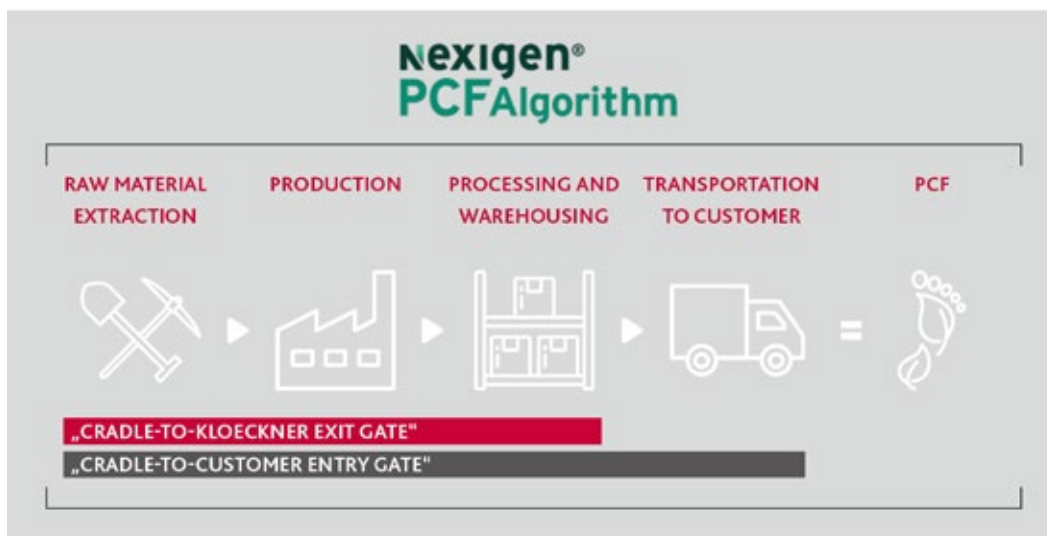 Nexigen®
PCFAlgorithm
RAW MATERIAL
EXTRACTION
PRODUCTION
PROCESSING AND
WAREHOUSING
TRANSPORTATION
TO CUSTOMER
PCF
=
„CRADLE-TO-KLOECKNER EXIT GATE“
„CRADLE-TO-CUSTOMER ENTRY GATE“